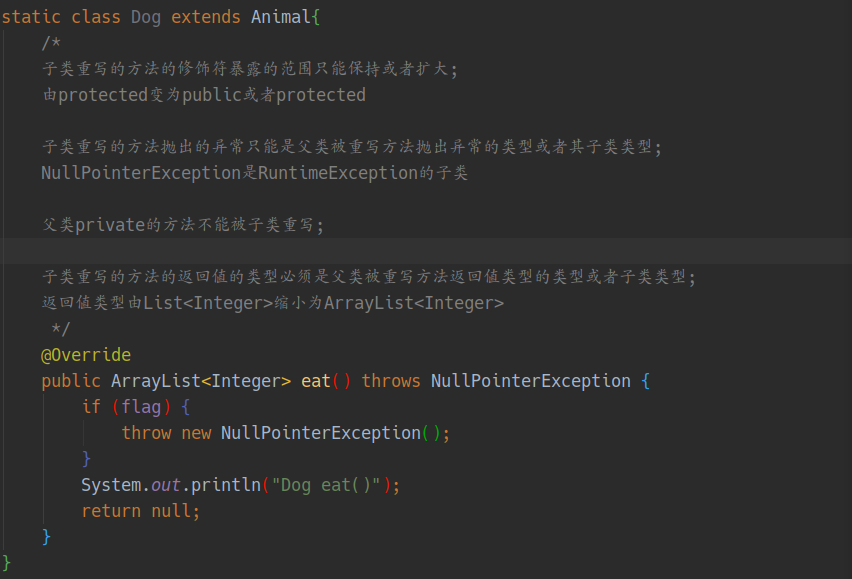 static class Dog extends Animal{
/*
子类重写的方法的修饰符暴露的范围只能保持或者扩大;
由protected变为public或者protected
子类重写的方法抛出的异常只能是父类被重写方法抛出异常的类型或者其子类类型;
NullPointerException是RuntimeException的子类
父类private的方法不能被子类重写;
子类重写的方法的返回值的类型必须是父类被重写方法返回值类型的类型或者子类类型;
返回值类型由List<Integer>缩小为ArrayList<Integer>
*/
@Override
public ArrayList<Integer> eat() throws NullPointerException {
if (flag) {
throw new NullPointerException();
}
System.out.println("Dog eat()");
return null;
}
}